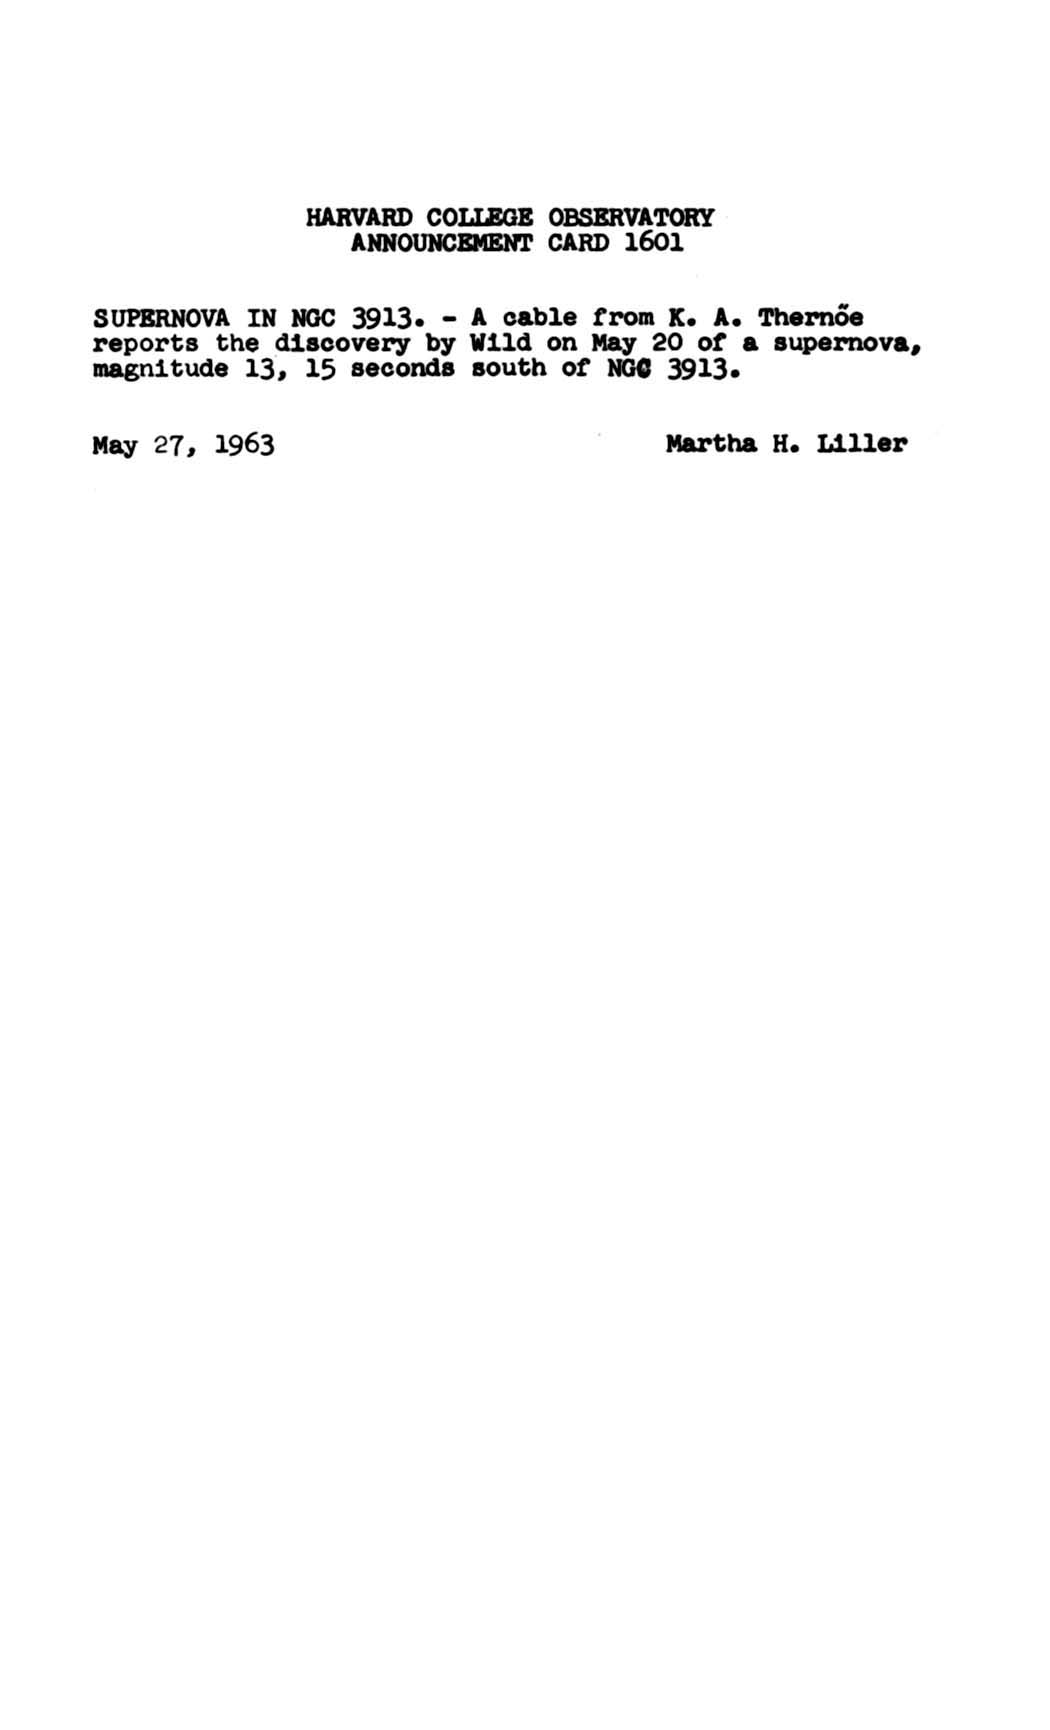 HARVARD COLLEGE OBSERVATORY
ANNOUNCEMENT CARD 1601
SUPERNOVA IN NGC 3913. - A cable from K. A. Thernőe
reports the discovery by Wild on May 20 of a supernova,
magnitude 13, 15 seconds south of NGC 3913.
May 27, 1963 Martha H. Liller